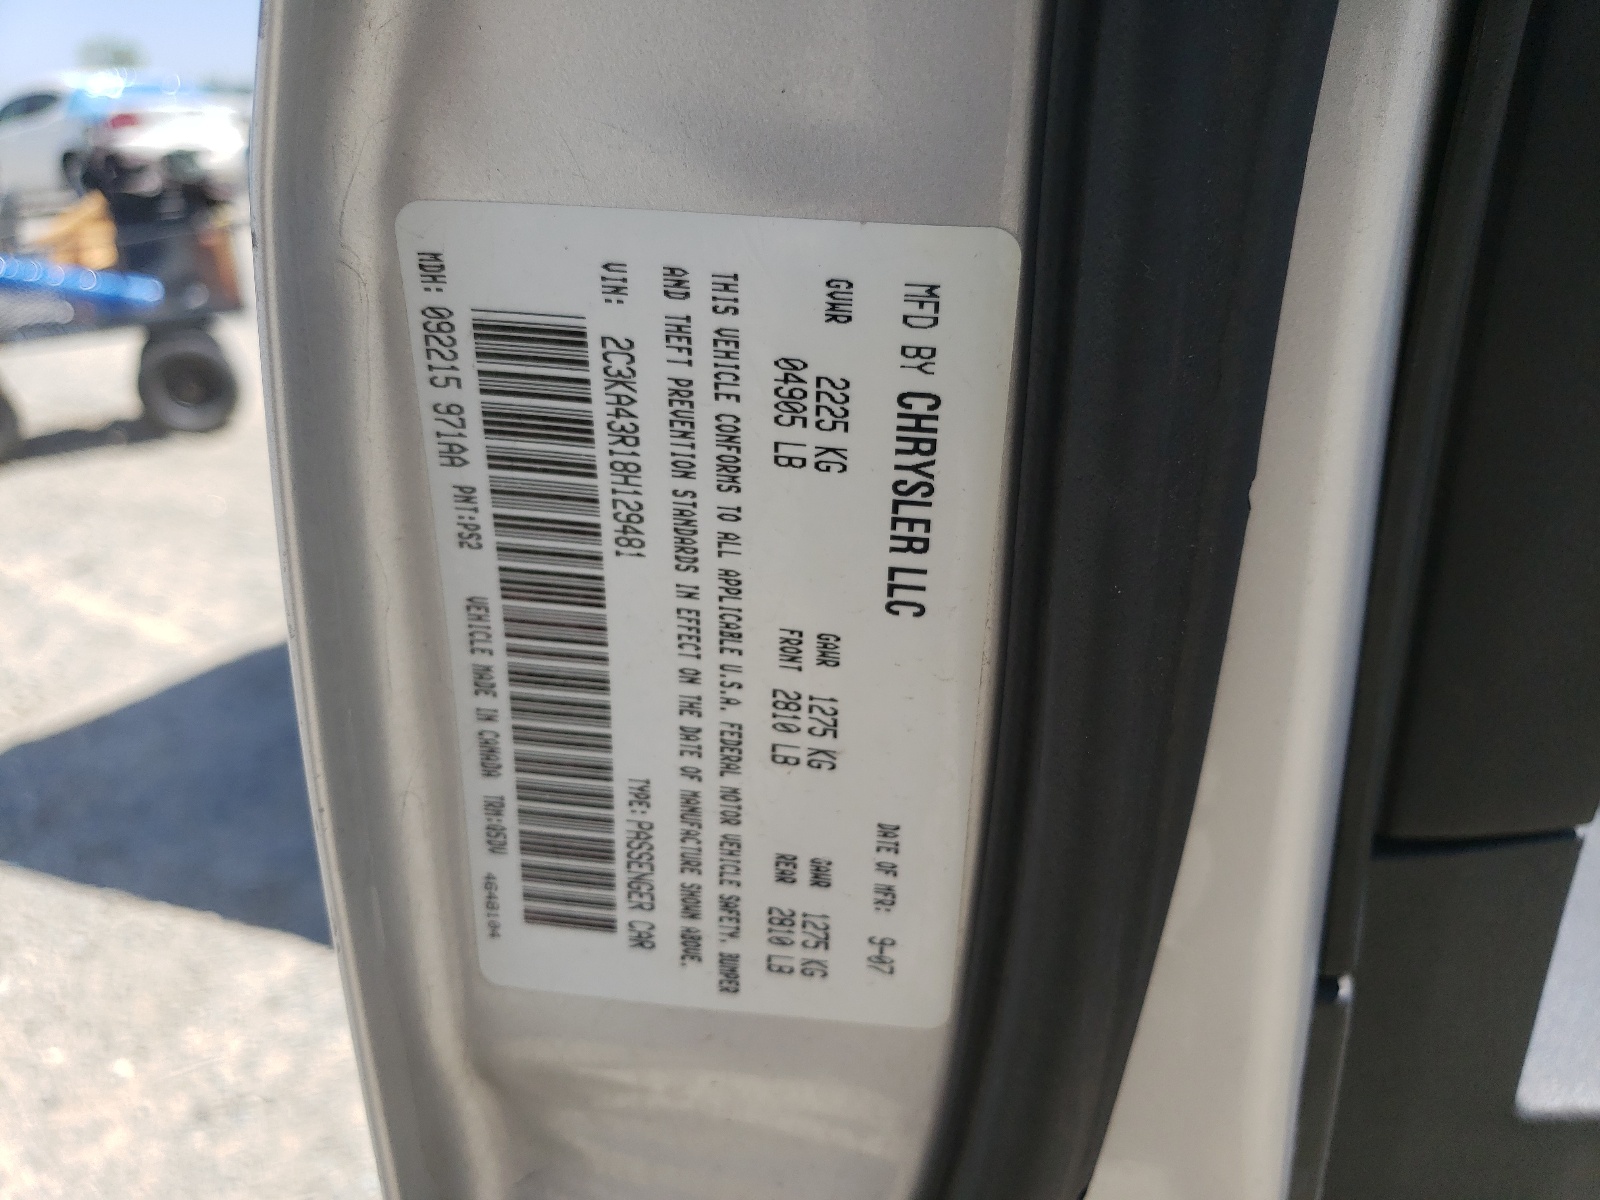 MFD BY CHRYSLER LLC
DATE OF MFR: 9-07
GVWR 2225 KG GAWR 1275 KG GAWR 1275 KG
04905 LB FRONT 2810 LB REAR 2810 LB
THIS VEHICLE CONFORMS TO ALL APPLICABLE U.S.A. FEDERAL MOTOR VEHICLE SAFETY, BUMPER
AND THEFT PREVENTION STANDARDS IN EFFECT ON THE DATE OF MANUFACTURE SHOWN ABOVE.
VIN: 2C3KA43R18H129481 TYPE: PASSENGER CAR
MDH: 092215 971AA PNT:PS2 VEHICLE MADE IN CANADA TRM:05DV 4648104